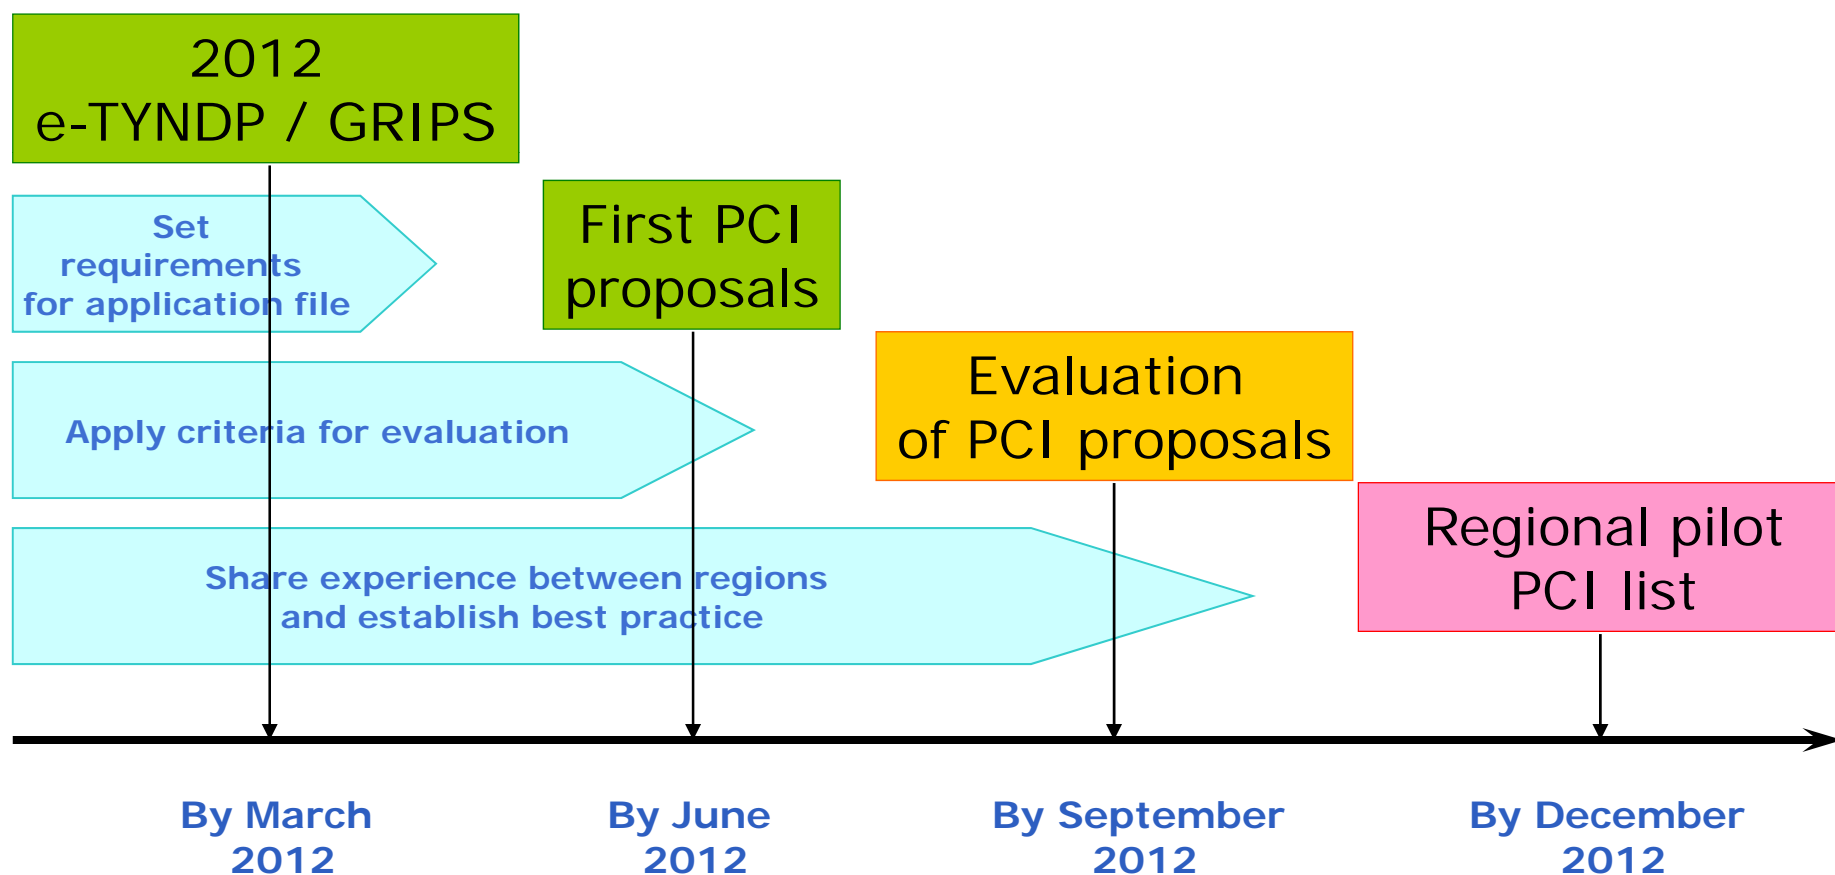 2012
e-TYNDP / GRIPS
Set
requirements
for application file
First PCI
proposals
Apply criteria for evaluation
Evaluation
of PCI proposals
Share experience between regions
and establish best practice
Regional pilot
PCI list
By March
2012
By June
2012
By September
2012
By December
2012